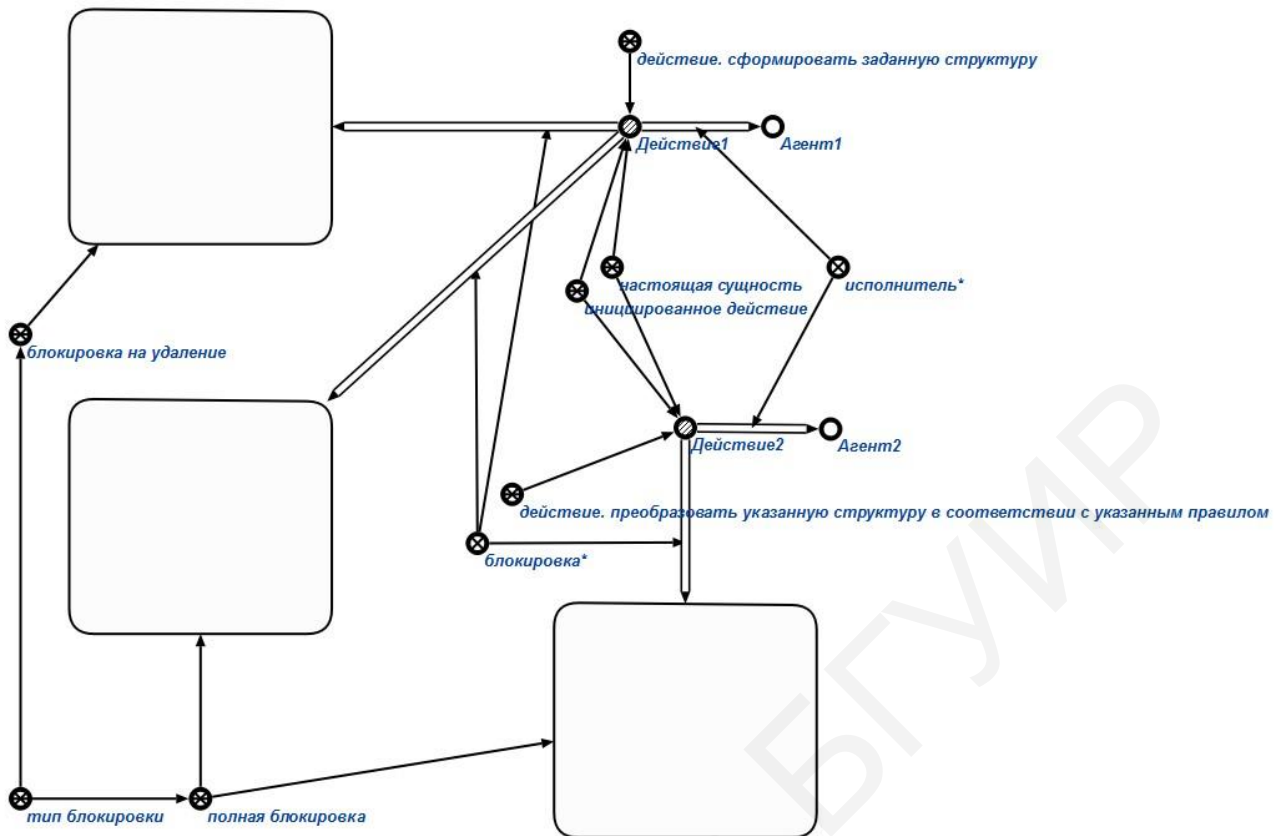 действие. сформировать заданную структуру
Действие1
Агент1
настоящая сущность
исполнитель*
инициированное действие
блокировка на удаление
Действие2
Агент2
действие. преобразовать указанную структуру в соответствии с указанным правилом
блокировка*
тип блокировки
полная блокировка
БГУИР